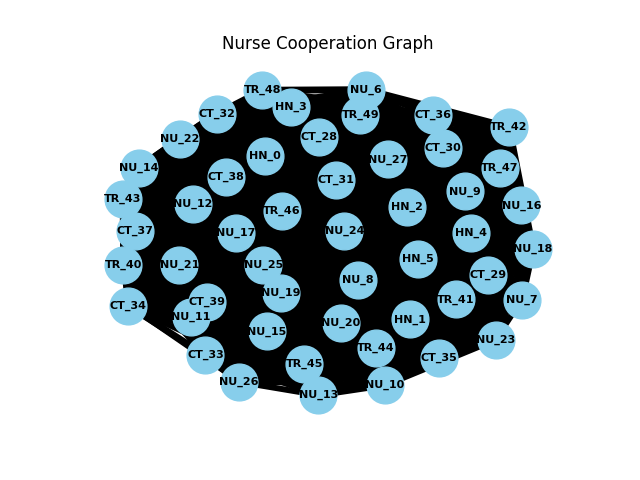 Nurse Cooperation Graph
TR_48
NU_6
HN_3
CT_32
TR_49
CT_36
TR_42
CT_28
NU_22
CT_30
HN_0
NU_27
NU_14
TR_47
CT_38
CT_31
NU_9
TR_43
NU_12
NU_16
HN_2
TR_46
CT_37
NU_17
NU_24
HN_4
NU_18
HN_5
TR_40
NU_21
NU_25
CT_29
NU_8
NU_19
TR_41
NU_7
CT_39
CT_34
NU_11
HN_1
NU_20
NU_15
NU_23
TR_44
CT_33
CT_35
TR_45
NU_26
NU_10
NU_13